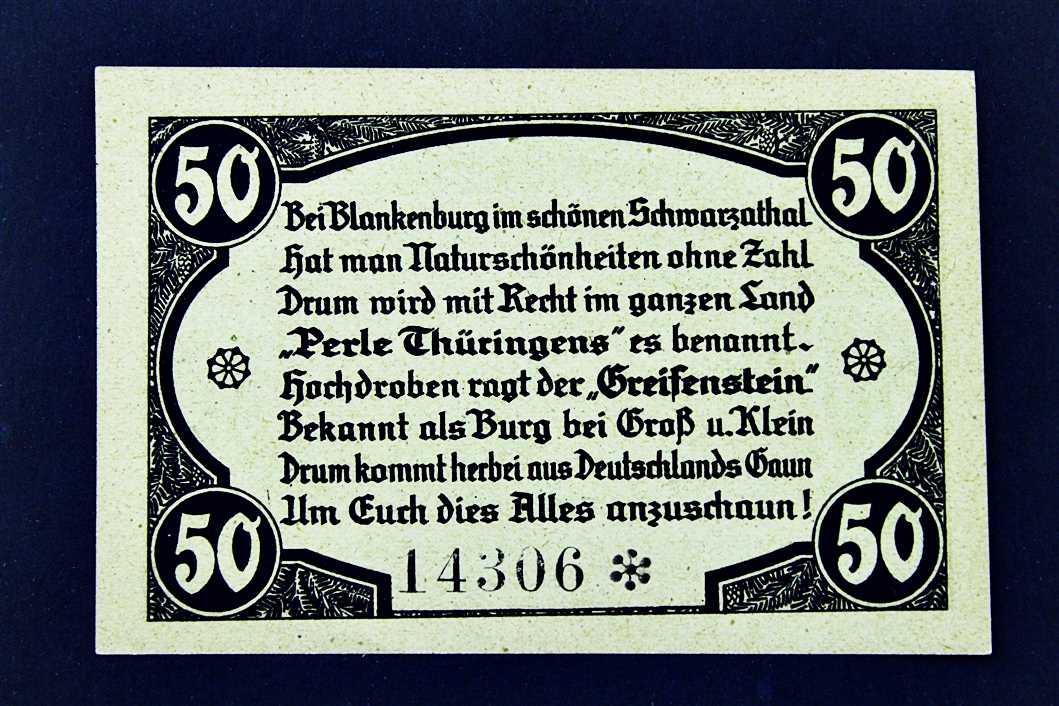 50 50
Bei Blankenburg im schönen Schwarzathal
Hat man Naturschönheiten ohne Zahl
Drum wird mit Recht im ganzen Land
„Perle Thüringens" es benannt.
Hochdroben ragt der „Greifenstein"
Bekannt als Burg bei Groß u. Klein
Drum kommt herbei aus Deutschlands Gaun
Um Euch dies Alles anzuschaun!
50 50
14306